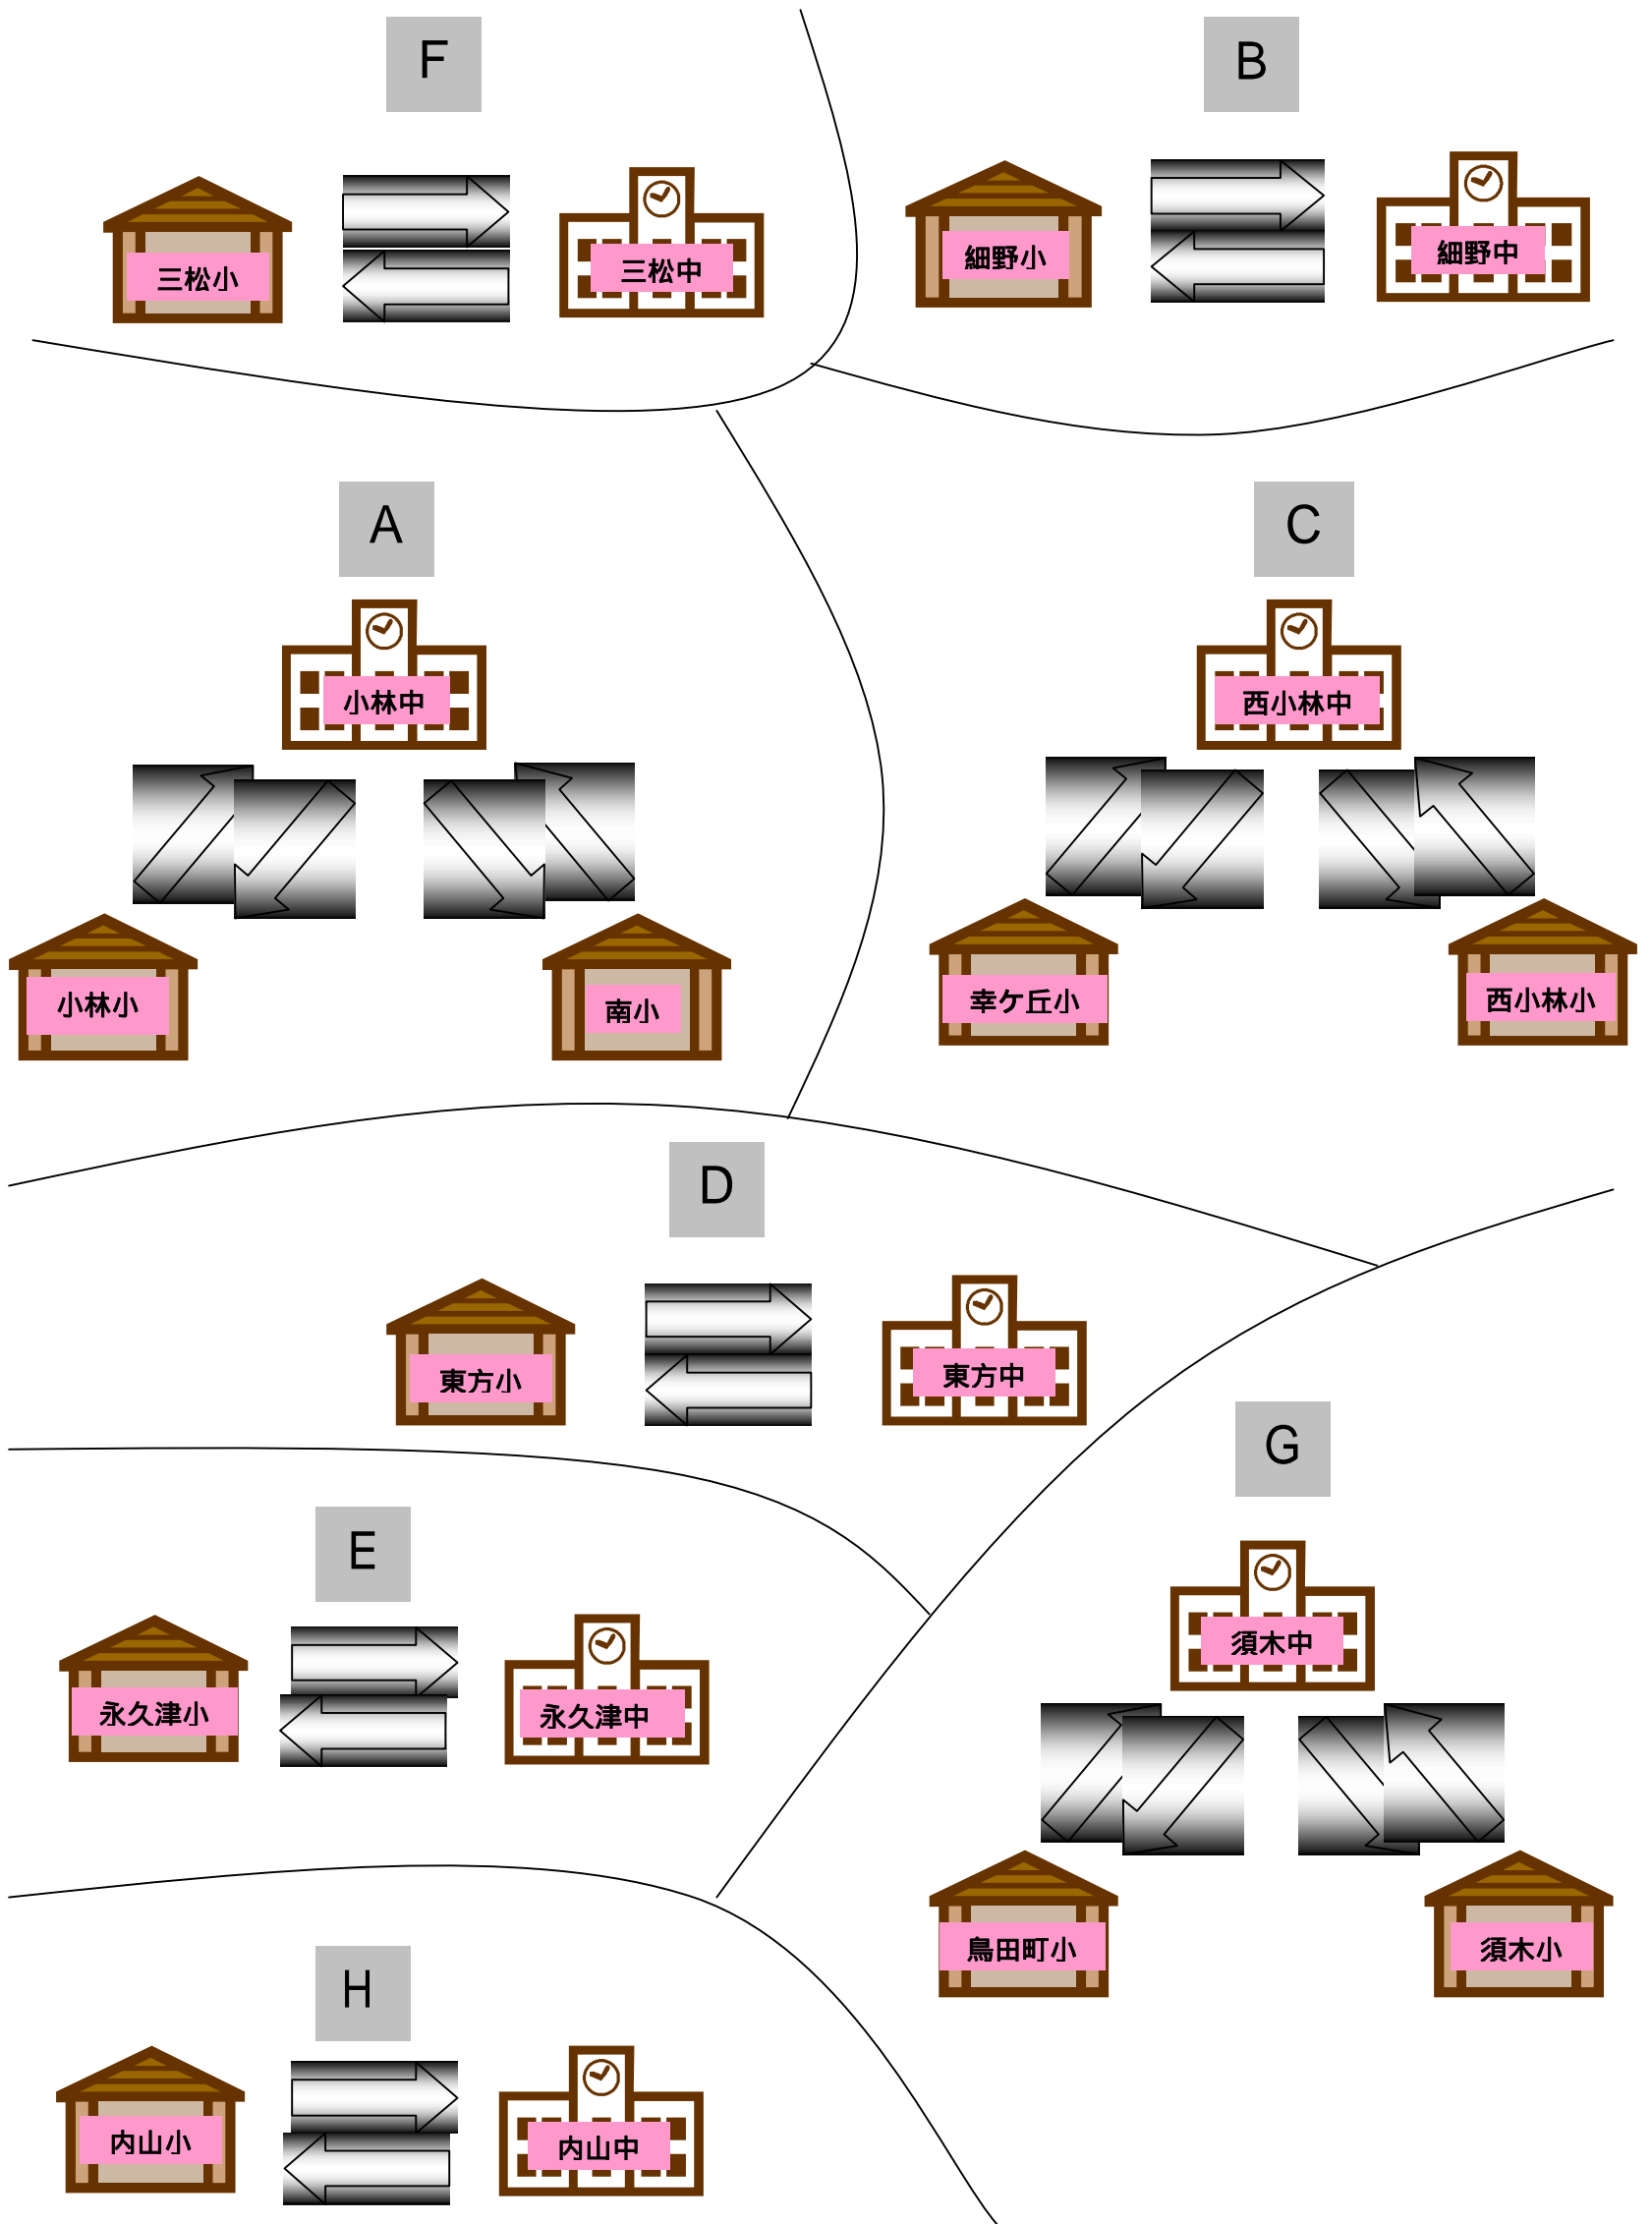 F
B
三松小
三松中
細野小
細野中
A
C
小林中
西小林中
小林小
南小
幸ケ丘小
西小林小
D
東方小
東方中
G
E
須木中
永久津小
永久津中
鳥田町小
須木小
H
内山小
内山中